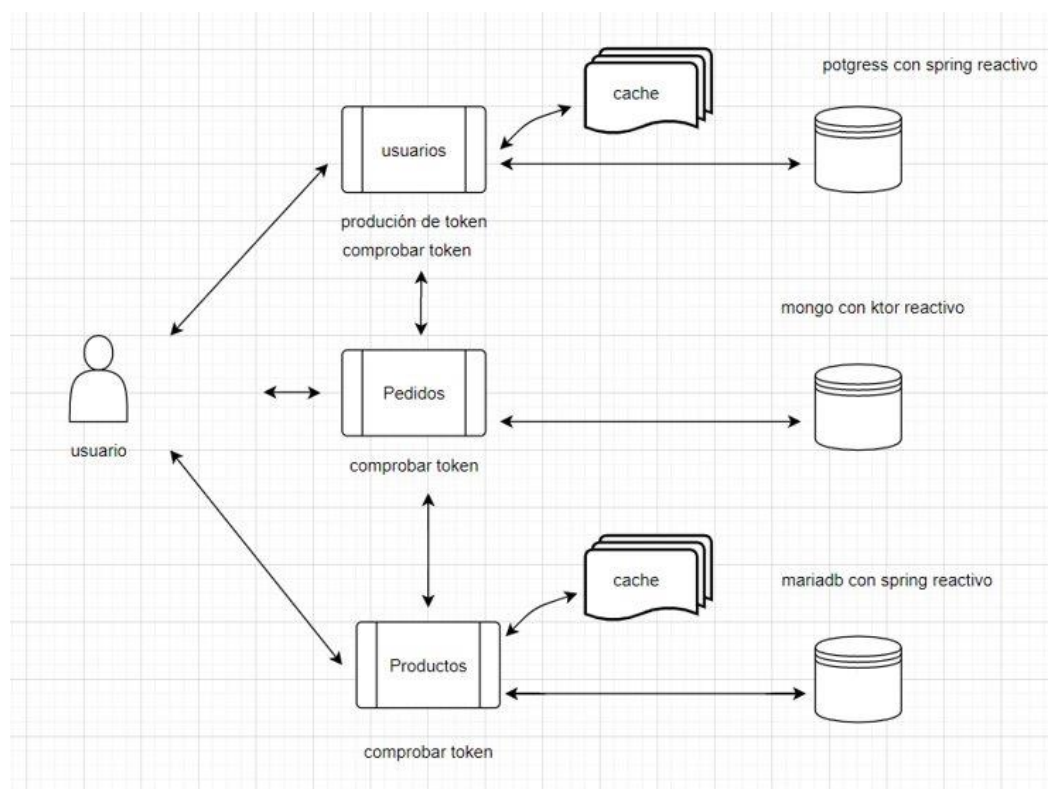 potgress con spring reactivo
cache
usuarios
produción de token
comprobar token
mongo con ktor reactivo
Pedidos
usuario
comprobar token
cache
mariadb con spring reactivo
Productos
comprobar token